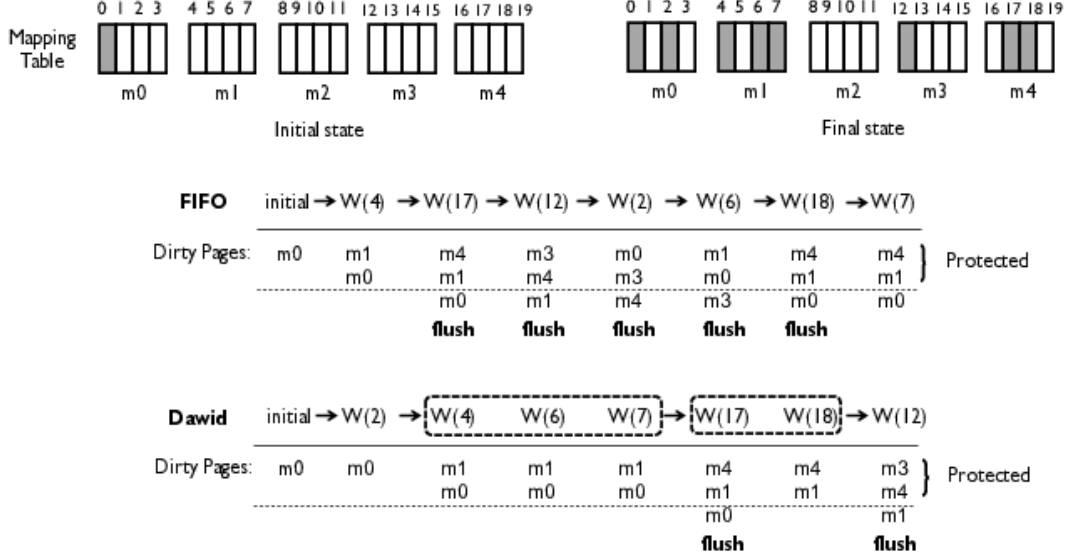 0 1 2 3 4 5 6 7 8 9 10 11 12 13 14 15 16 17 18 19 0 1 2 3 4 5 6 7 8 9 10 11 12 13 14 15 16 17 18 19
Mapping
Table
m0 m1 m2 m3 m4 m0 m1 m2 m3 m4
Initial state Final state
FIFO initial → W(4) → W(17) → W(12) → W(2) → W(6) → W(18) → W(7)
Dirty Pages: m0 m1 m4 m3 m0 m1 m4 m4 Protected
m0 m1 m4 m3 m0 m1 m1
m0 m1 m4 m3 m0 m0
flush flush flush flush flush
Dawid initial → W(2) → W(4) W(6) W(7) → W(17) W(18) → W(12)
Dirty Pages: m0 m0 m1 m1 m1 m4 m4 m3 Protected
m0 m0 m0 m1 m1 m4
m0 m1
flush flush